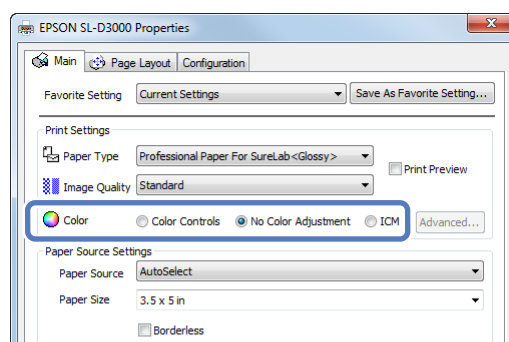 EPSON SL-D3000 Properties
Main Page Layout Configuration
Favorite Setting Current Settings Save As Favorite Setting...
Print Settings
Paper Type Professional Paper For SureLab<Glossy>
Print Preview
Image Quality Standard
Color Color Controls No Color Adjustment ICM Advanced...
Paper Source Settings
Paper Source AutoSelect
Paper Size 3.5 x 5 in
Borderless